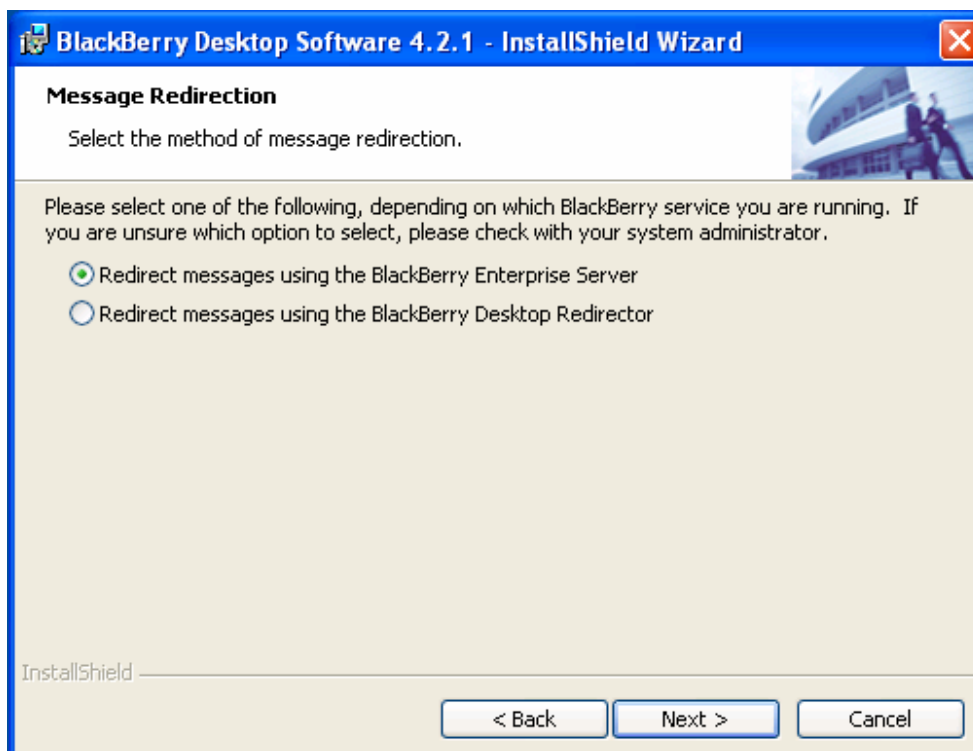 BlackBerry Desktop Software 4.2.1 - InstallShield Wizard
Message Redirection
Select the method of message redirection.
Please select one of the following, depending on which BlackBerry service you are running. If
you are unsure which option to select, please check with your system administrator.
Redirect messages using the BlackBerry Enterprise Server
Redirect messages using the BlackBerry Desktop Redirector
InstallShield
< Back
Next >
Cancel